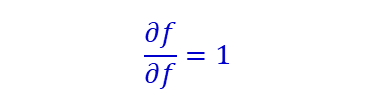 ∂f/∂f = 1